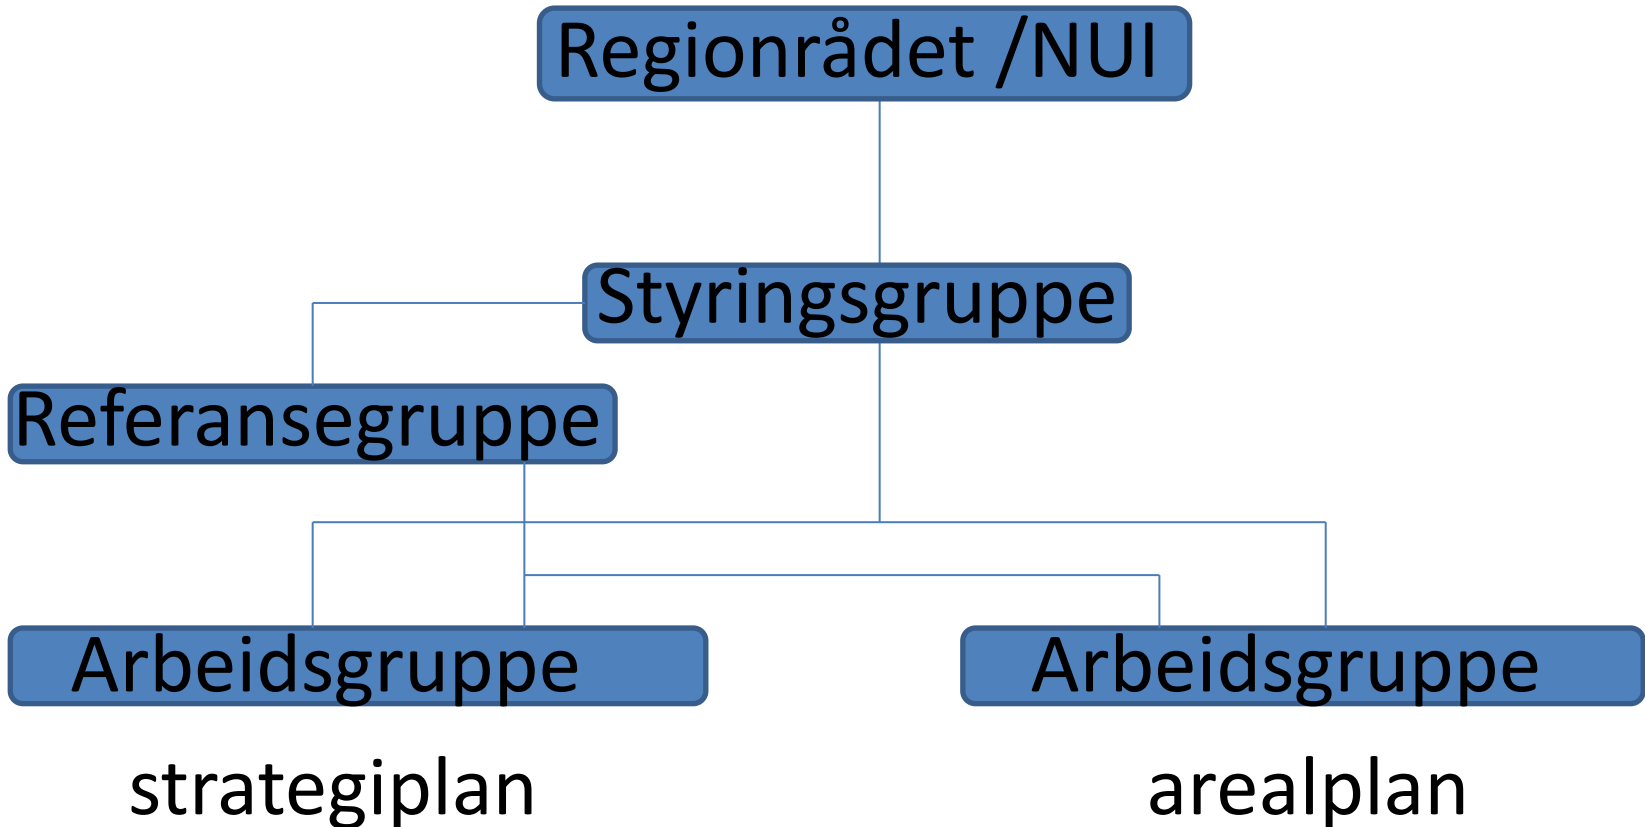 Regionrådet /NUI
Styringsgruppe
Referansegruppe
Arbeidsgruppe
Arbeidsgruppe
strategiplan
arealplan